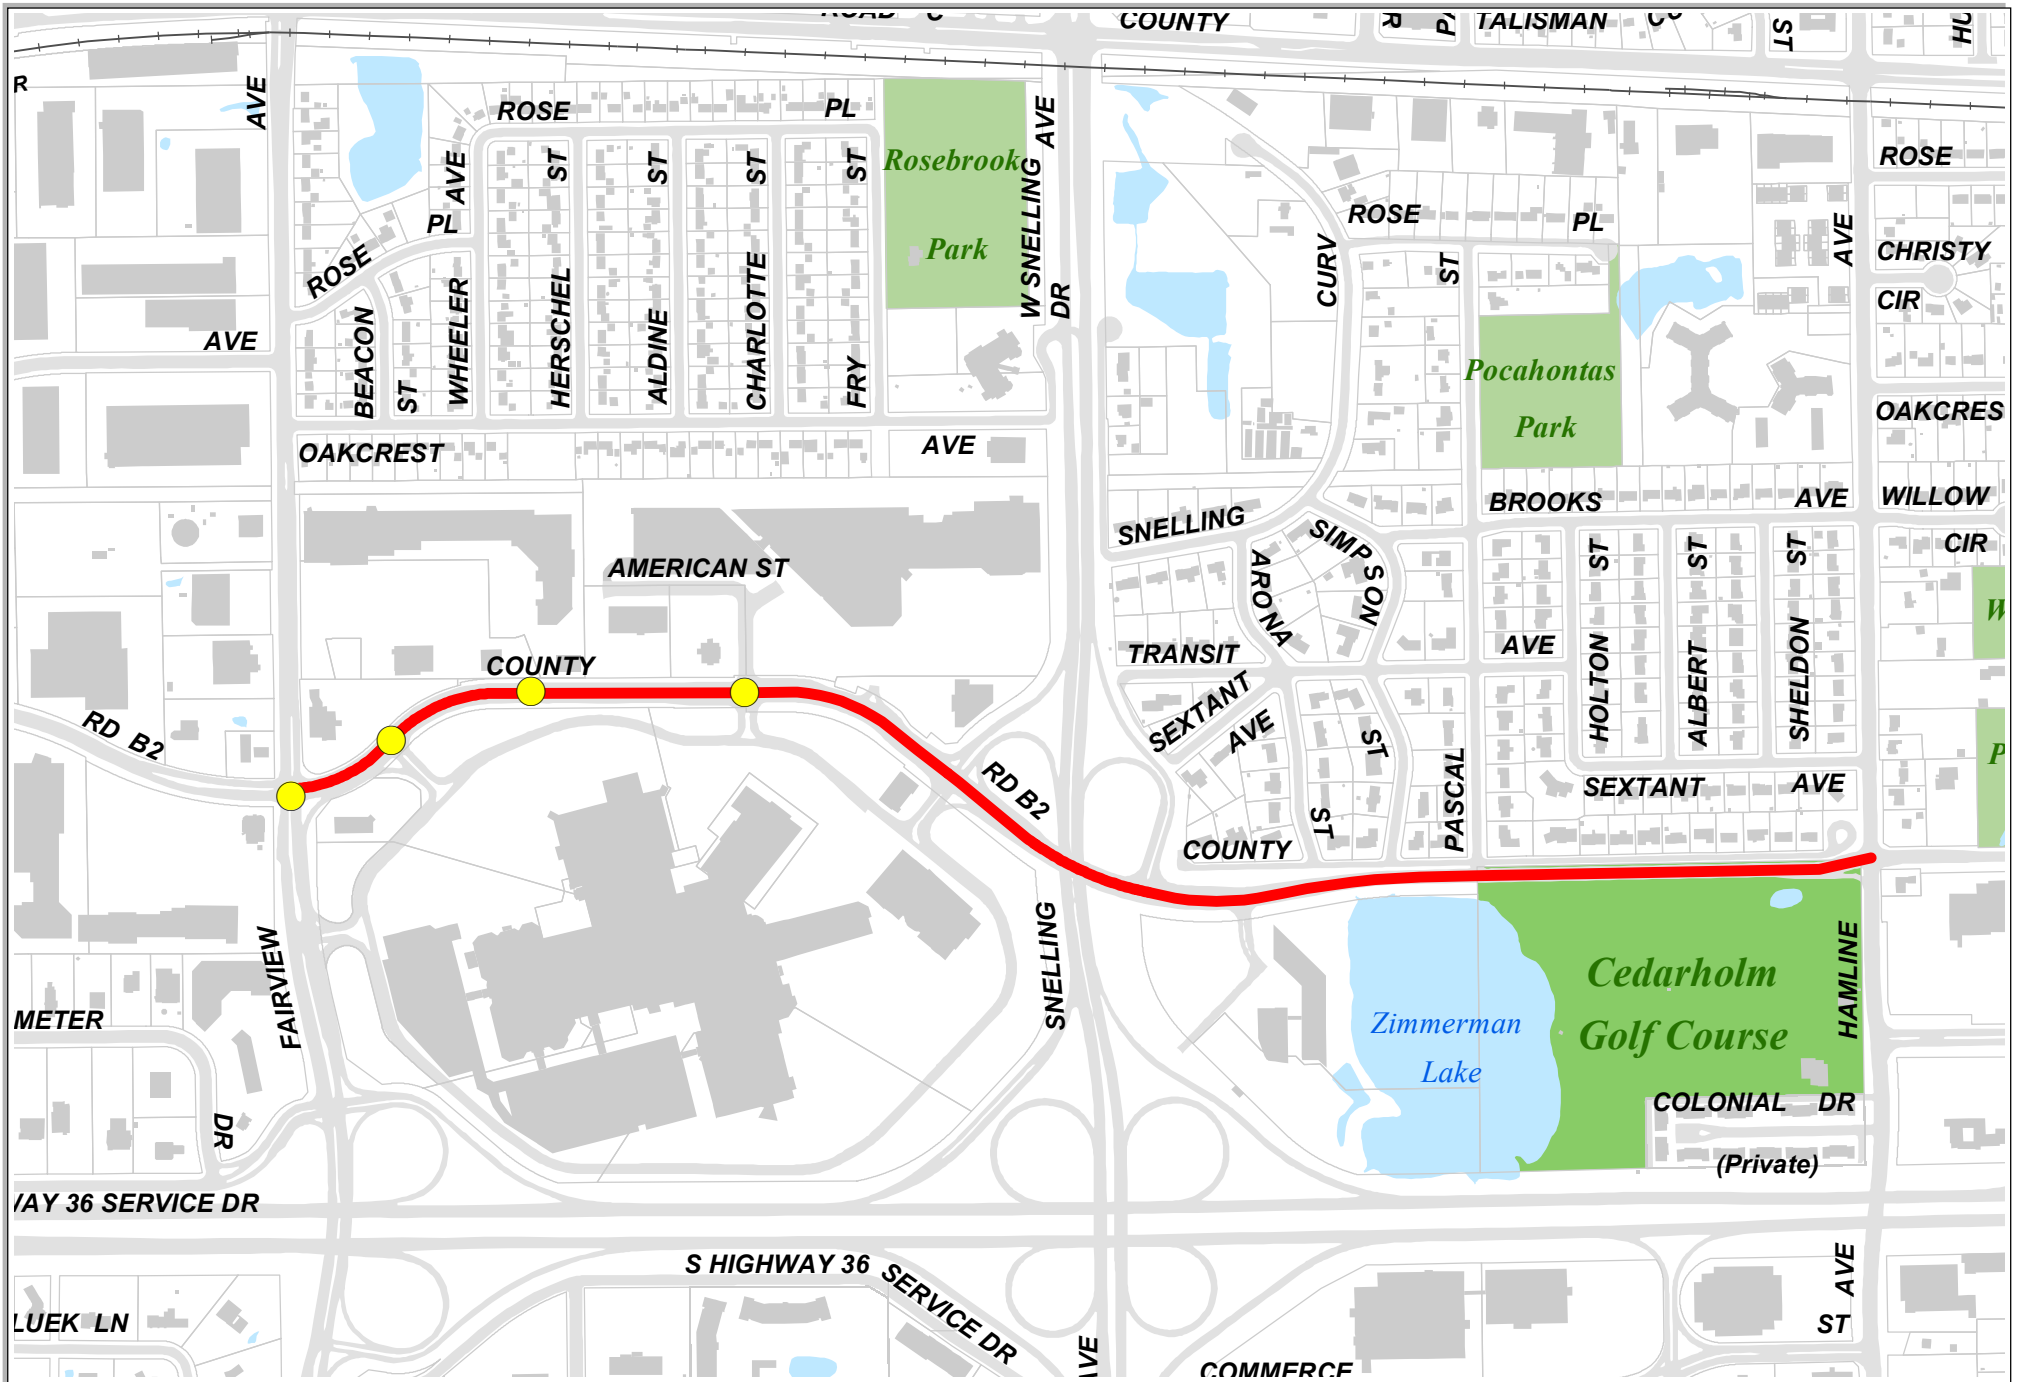 ROAD C
COUNTY
TALISMAN
ST
R
AVE
AVE
ROSE
PL
AVE
ST
ST
ST
ST
Rosebrook
Park
W SNELLING
DR
ROSE
ROSE
PL
CURV
ST
AVE
CHRISTY
CIR
ROSE
PL
AVE
BEACON
ST
WHEELER
HERSCHEL
ALDINE
CHARLOTTE
FRY
Pocahontas
Park
OAKCREST
AVE
OAKCRES
BROOKS
AVE
WILLOW
CIR
SNELLING
SIMPSON
ARONA
AMERICAN ST
ST
ST
ST
COUNTY
TRANSIT
AVE
HOLTON
ALBERT
SHELDON
W
SEXTANT
AVE
ST
RD B2
RD B2
PASCAL
ST
SEXTANT
AVE
P
COUNTY
FAIRVIEW
SNELLING
HAMLINE
Cedarholm
Golf Course
Zimmerman
Lake
METER
DR
COLONIAL DR
(Private)
WAY 36 SERVICE DR
S HIGHWAY 36 SERVICE DR
AVE
ST
LUEK LN
AVE
COMMERCE